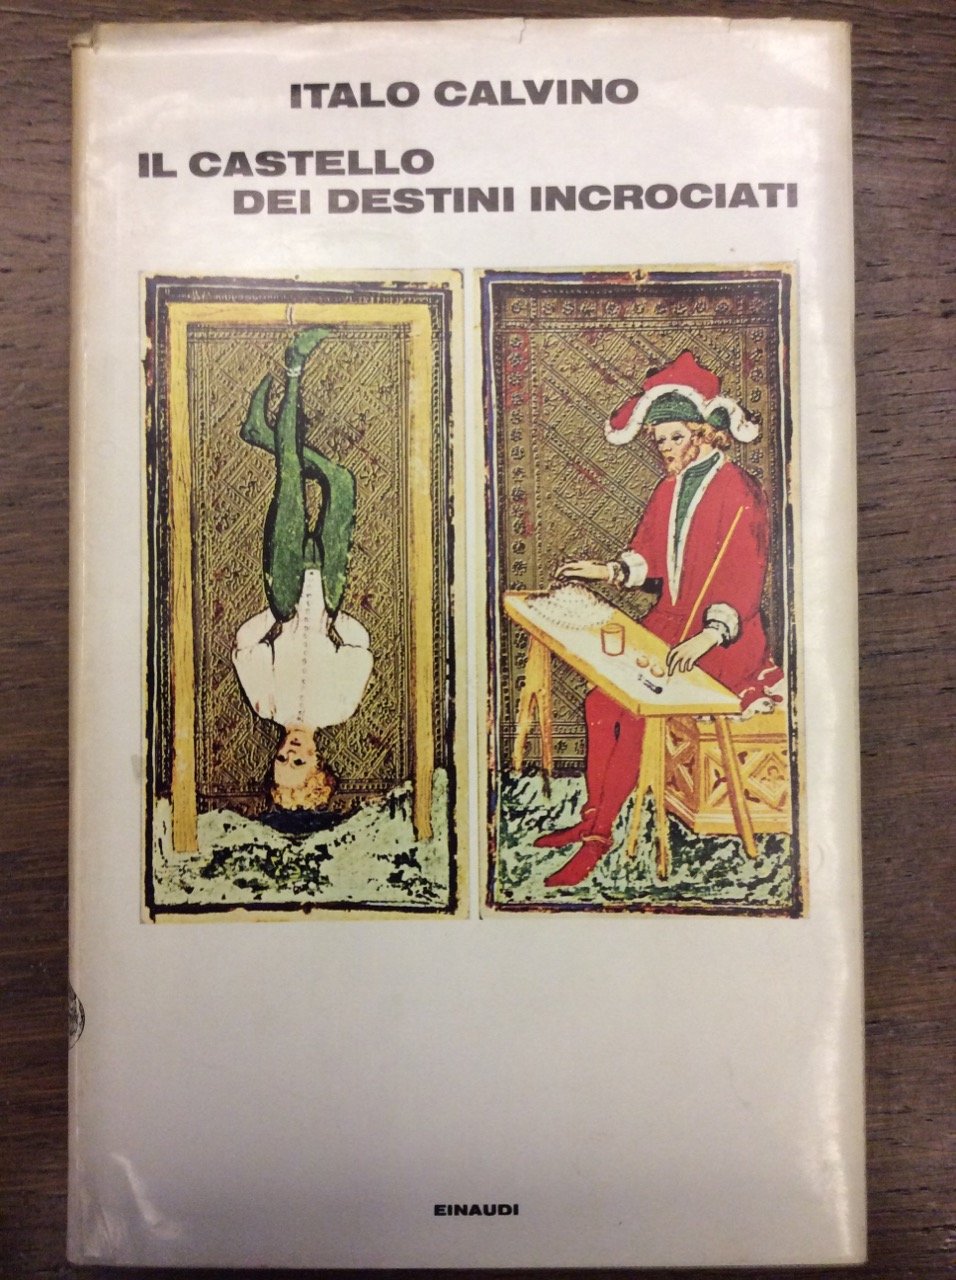 ITALO CALVINO
IL CASTELLO
DEI DESTINI INCROCIATI
EINAUDI